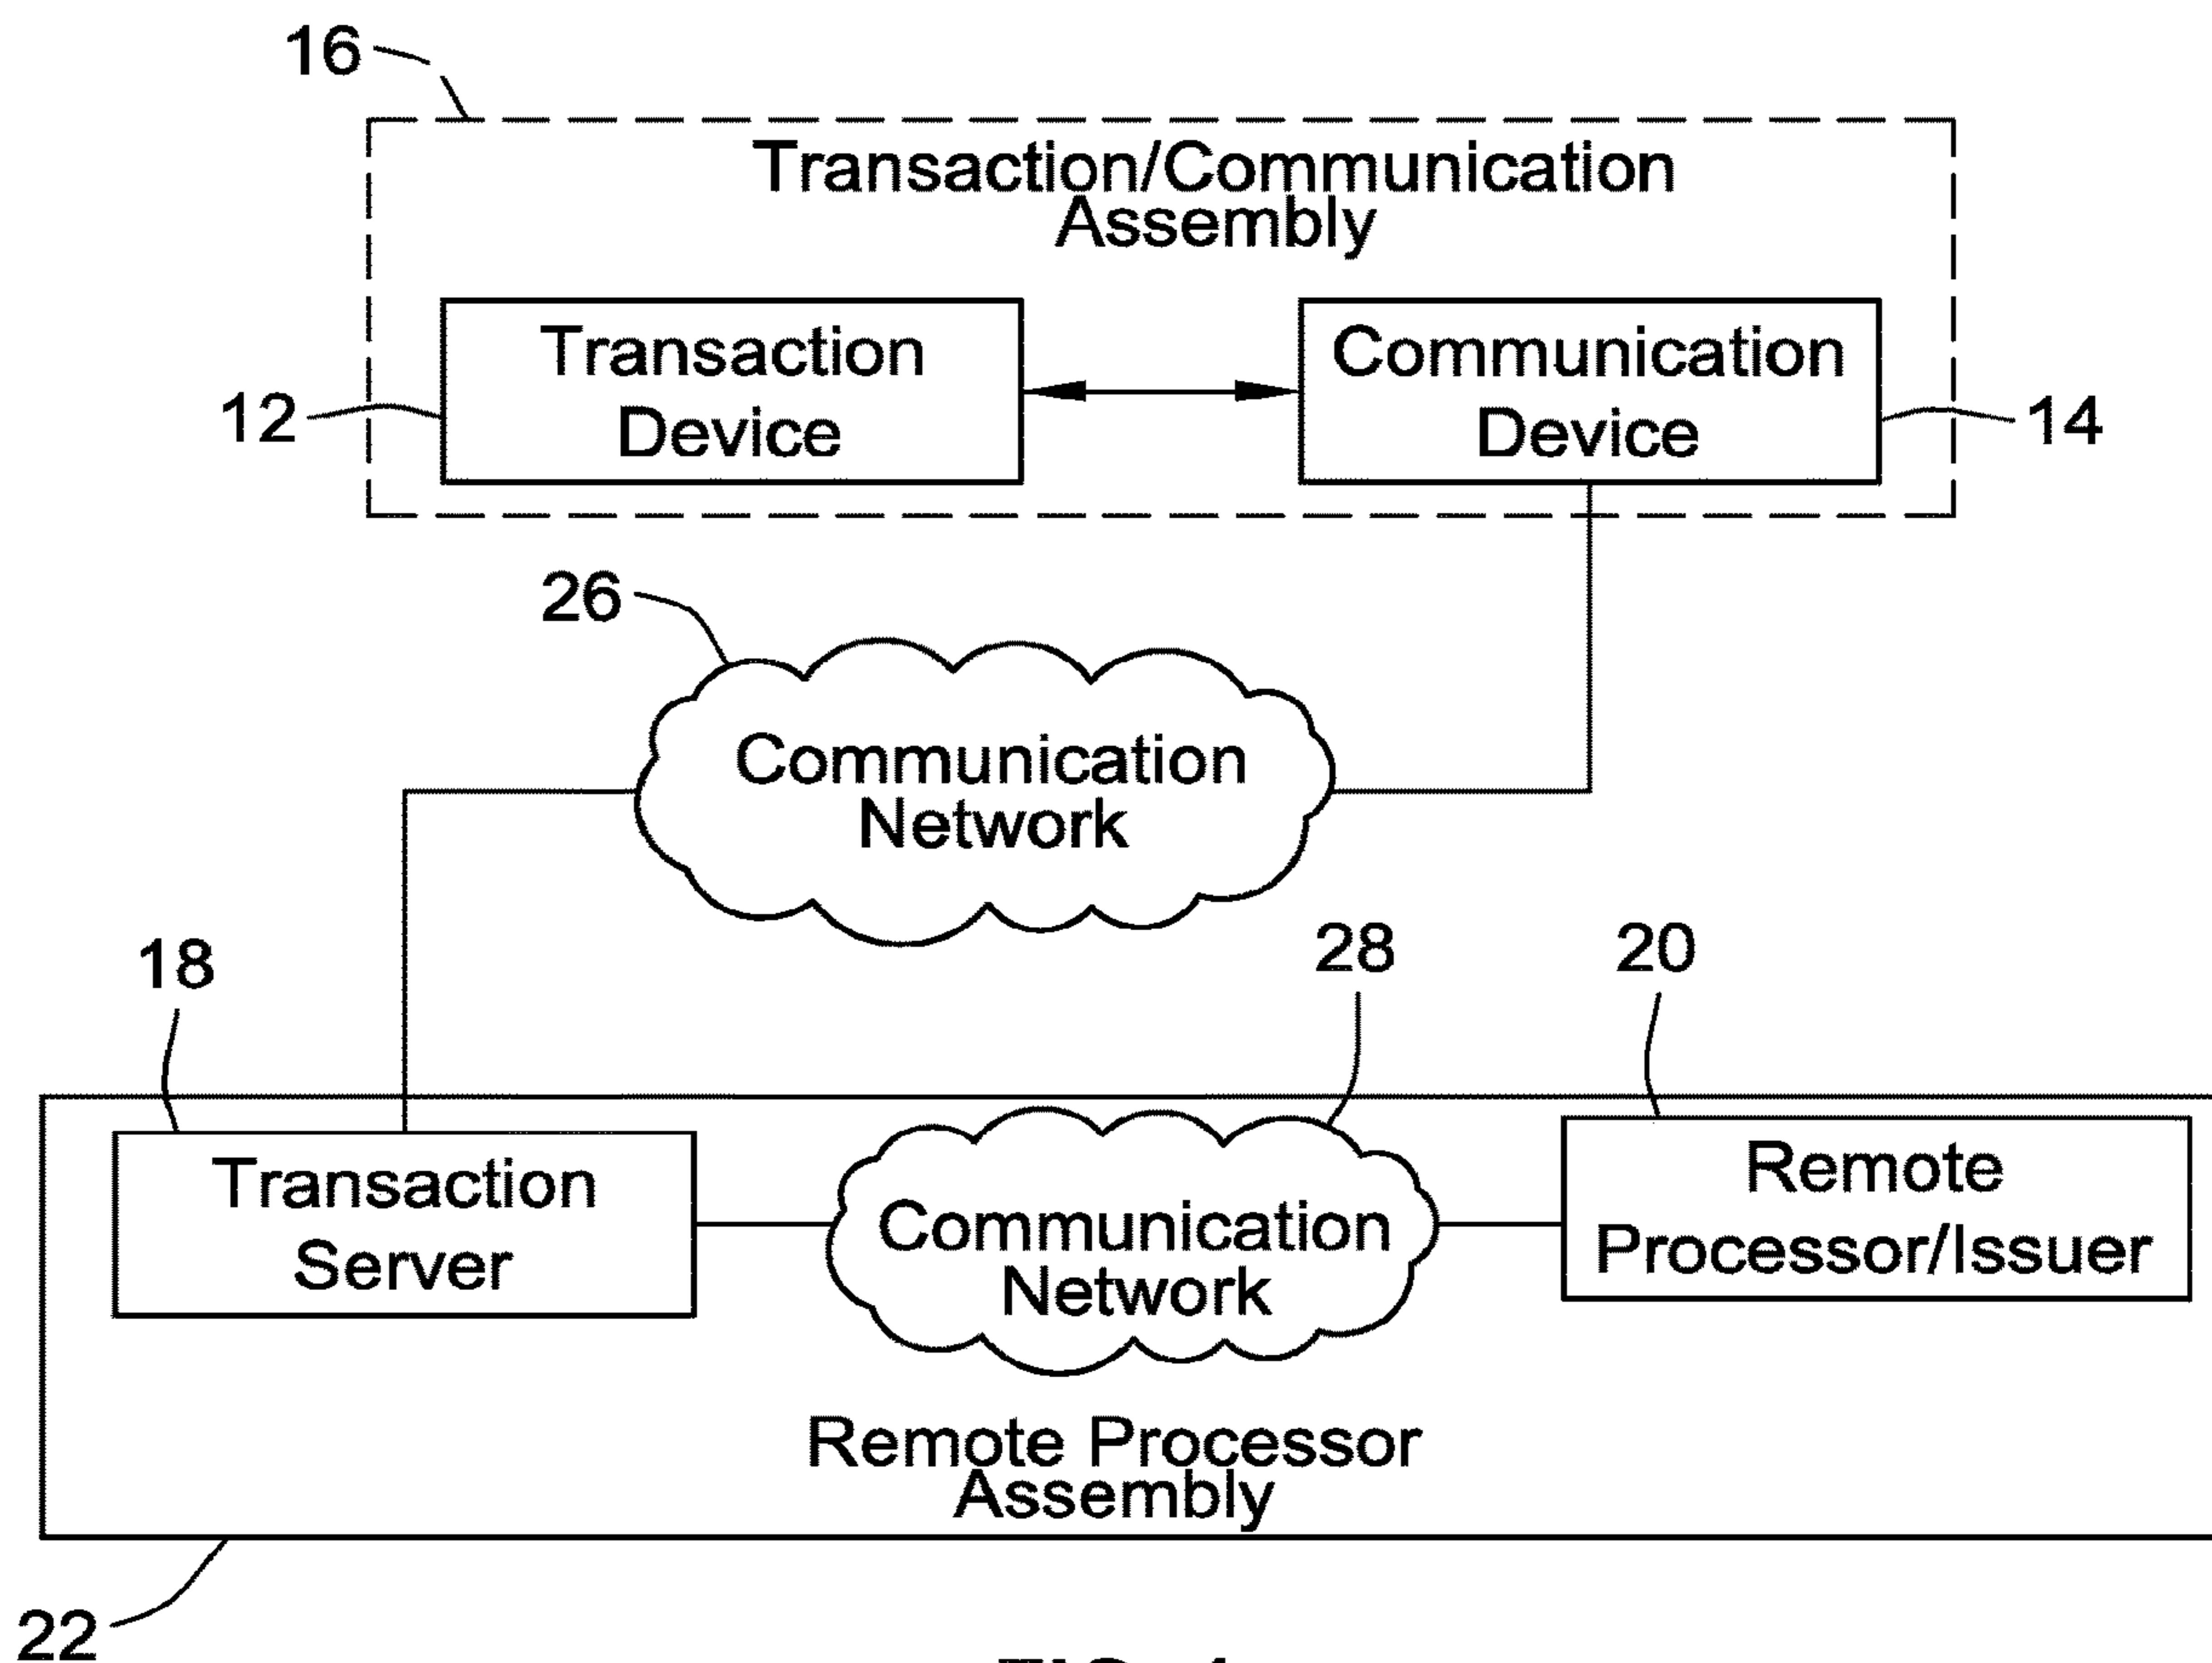 16
Transaction/Communication
Assembly
Transaction
Device
Communication
Device
12
14
26
Communication
Network
18
28
20
Transaction
Server
Communication
Network
Remote
Processor/Issuer
Remote Processor
Assembly
22